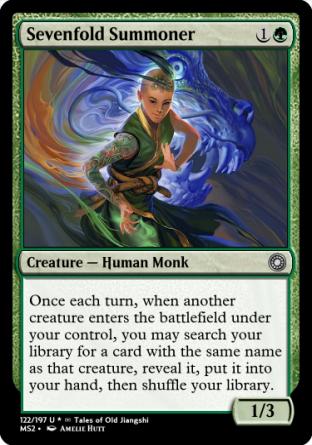 Sevenfold Summoner 1
Creature — Human Monk
Once each turn, when another
creature enters the battlefield under
your control, you may search your
library for a card with the same name
as that creature, reveal it, put it into
your hand, then shuffle your library.
1/3
122/197 U * ∞ Tales of Old Jiangshi
MS2 • Amelie Hutt